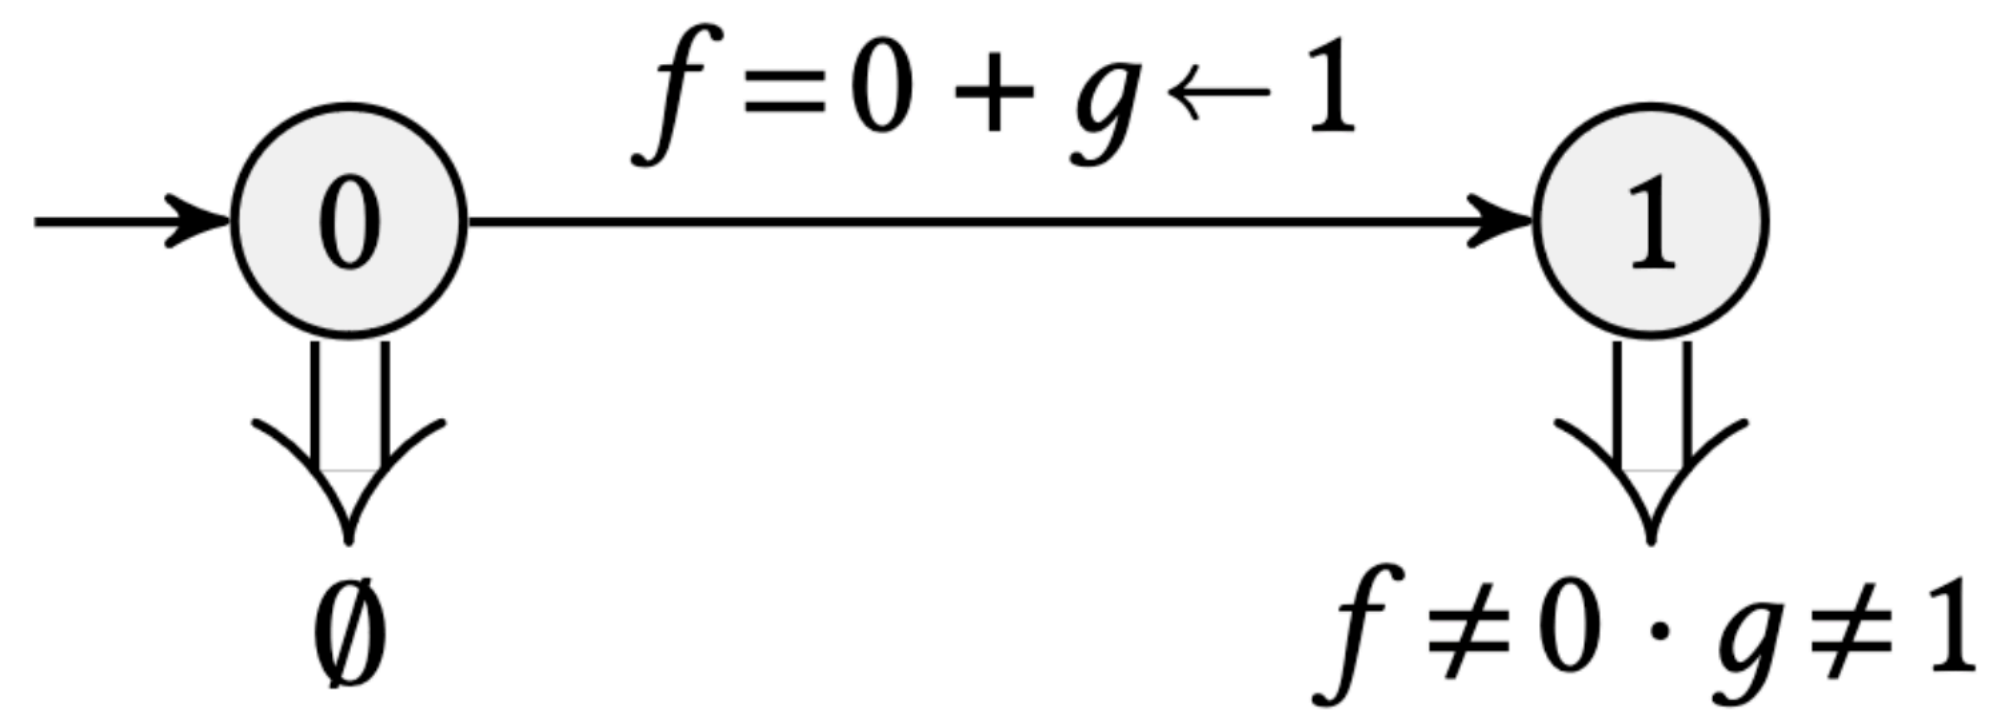 f = 0 + g ← 1
0
1
∅
f ≠ 0 · g ≠ 1